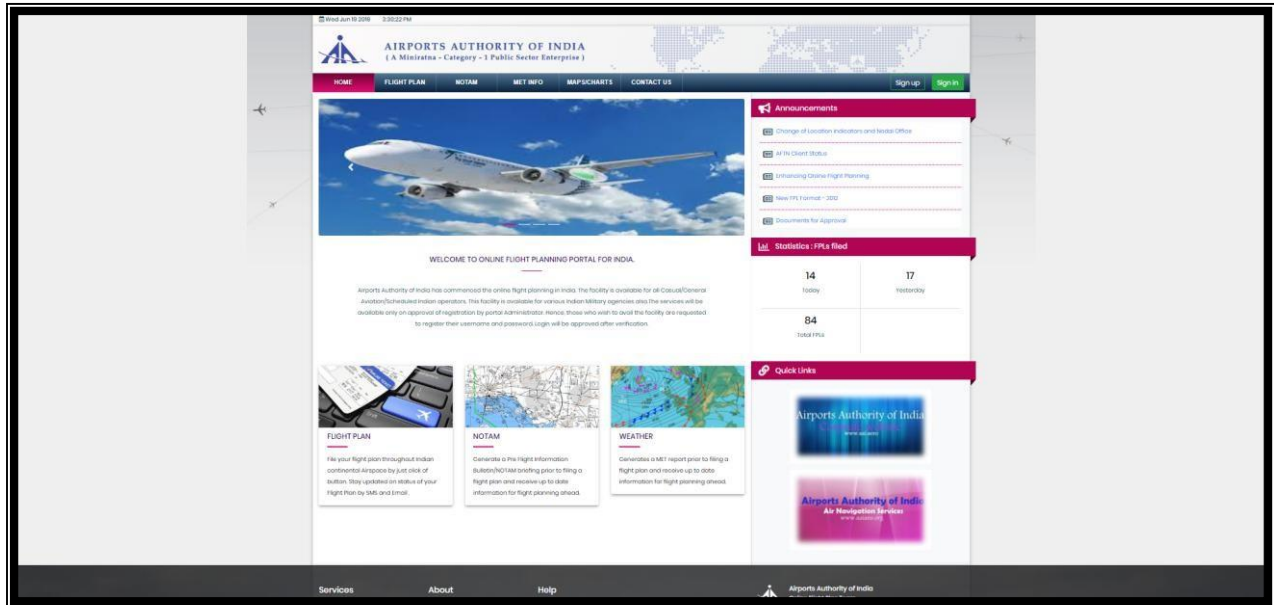 Wed Jun 19 2019 3:30:22 PM
AIRPORTS AUTHORITY OF INDIA
( A Miniratna - Category - 1 Public Sector Enterprise )
HOME FLIGHT PLAN NOTAM MET INFO MAPS/CHARTS CONTACT US Sign up Sign in
Announcements
Change of Location Indicators and Nodal Office
AFTN Client Status
Enhancing Online Flight Planning
New FPL Format - 2012
Documents for Approval
WELCOME TO ONLINE FLIGHT PLANNING PORTAL FOR INDIA.
Airports Authority of India has commenced the online flight planning in India. The facility is available for all Casual/General
Aviation/Scheduled Indian operators. This facility is available for various Indian Military agencies also.The services will be
available only on approval of registration by portal Administrator. Hence, those who wish to avail the facility are requested
to register their username and password. Login will be approved after verification.
Statistics : FPLs filed
14 17
Today Yesterday
84
Total FPLs
FLIGHT PLAN
File your flight plan throughout Indian
continental Airspace by just click of
button. Stay updated on status of your
Flight Plan by SMS and Email.
NOTAM
Generate a Pre Flight Information
Bulletin/NOTAM briefing prior to filing a
flight plan and receive up to date
information for flight planning ahead.
WEATHER
Generates a MET report prior to filing a
flight plan and receive up to date
information for flight planning ahead.
Quick Links
Airports Authority of India
www.aai.aero
Airports Authority of India
Air Navigation Services
Services About Help
Airports Authority of India